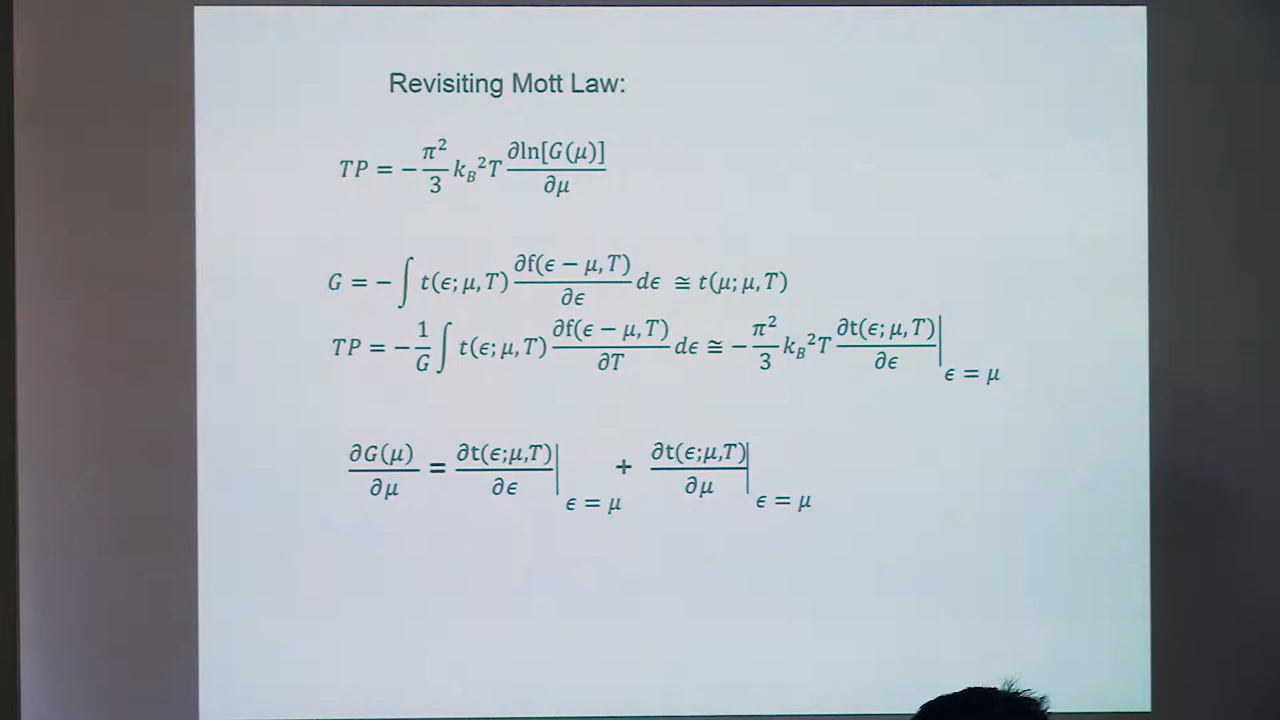 Revisiting Mott Law:
TP = −π²/3 k_B²T ∂ln[G(μ)]/∂μ
G = −∫ t(ϵ; μ, T) ∂f(ϵ − μ, T)/∂ϵ dϵ ≅ t(μ; μ, T)
TP = −1/G ∫ t(ϵ; μ, T) ∂f(ϵ − μ, T)/∂T dϵ ≅ −π²/3 k_B²T ∂t(ϵ; μ, T)/∂ϵ|ϵ = μ
∂G(μ)/∂μ = ∂t(ϵ;μ,T)/∂ϵ|ϵ = μ + ∂t(ϵ;μ,T)/∂μ|ϵ = μ